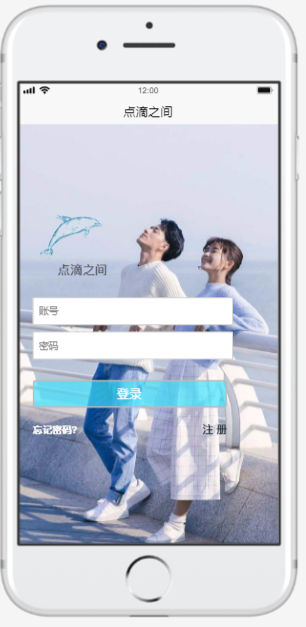 12:00
点滴之间
点滴之间
账号
密码
登录
忘记密码?
注 册